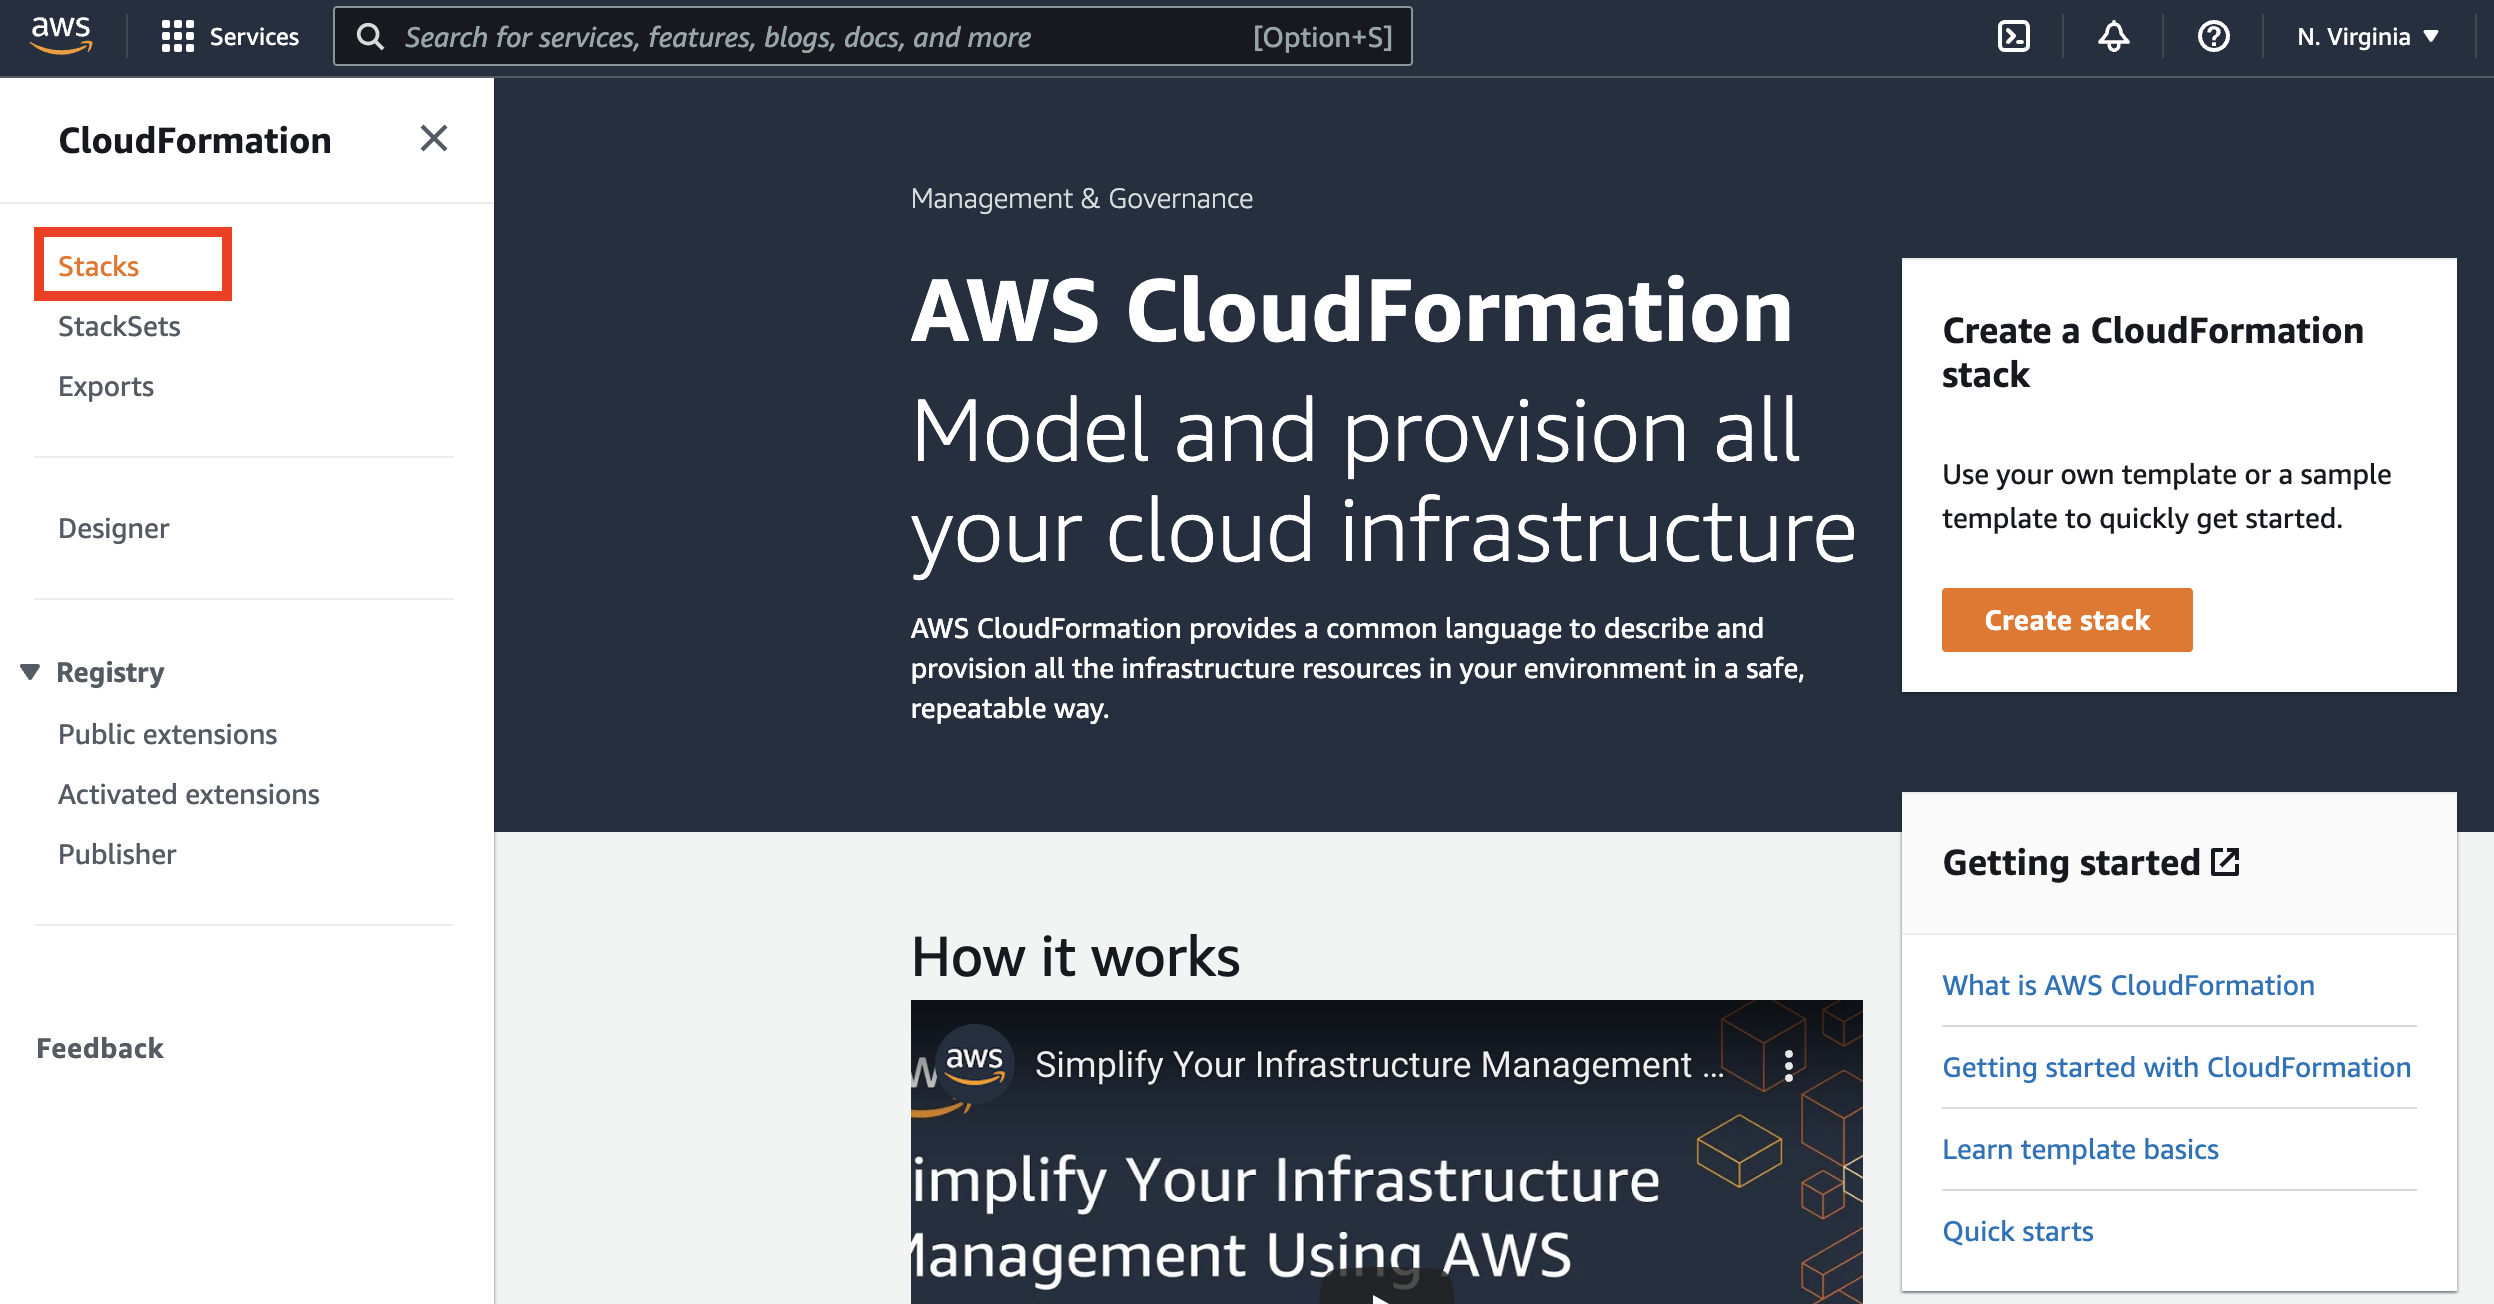 aws
Services
Search for services, features, blogs, docs, and more
[Option+S]
N. Virginia
CloudFormation
Stacks
StackSets
Exports
Designer
Registry
Public extensions
Activated extensions
Publisher
Feedback
Management & Governance
AWS CloudFormation
Model and provision all
your cloud infrastructure
AWS CloudFormation provides a common language to describe and
provision all the infrastructure resources in your environment in a safe,
repeatable way.
Create a CloudFormation
stack
Use your own template or a sample
template to quickly get started.
Create stack
How it works
aws
Simplify Your Infrastructure Management ...
implify Your Infrastructure
Management Using AWS
Getting started
What is AWS CloudFormation
Getting started with CloudFormation
Learn template basics
Quick starts